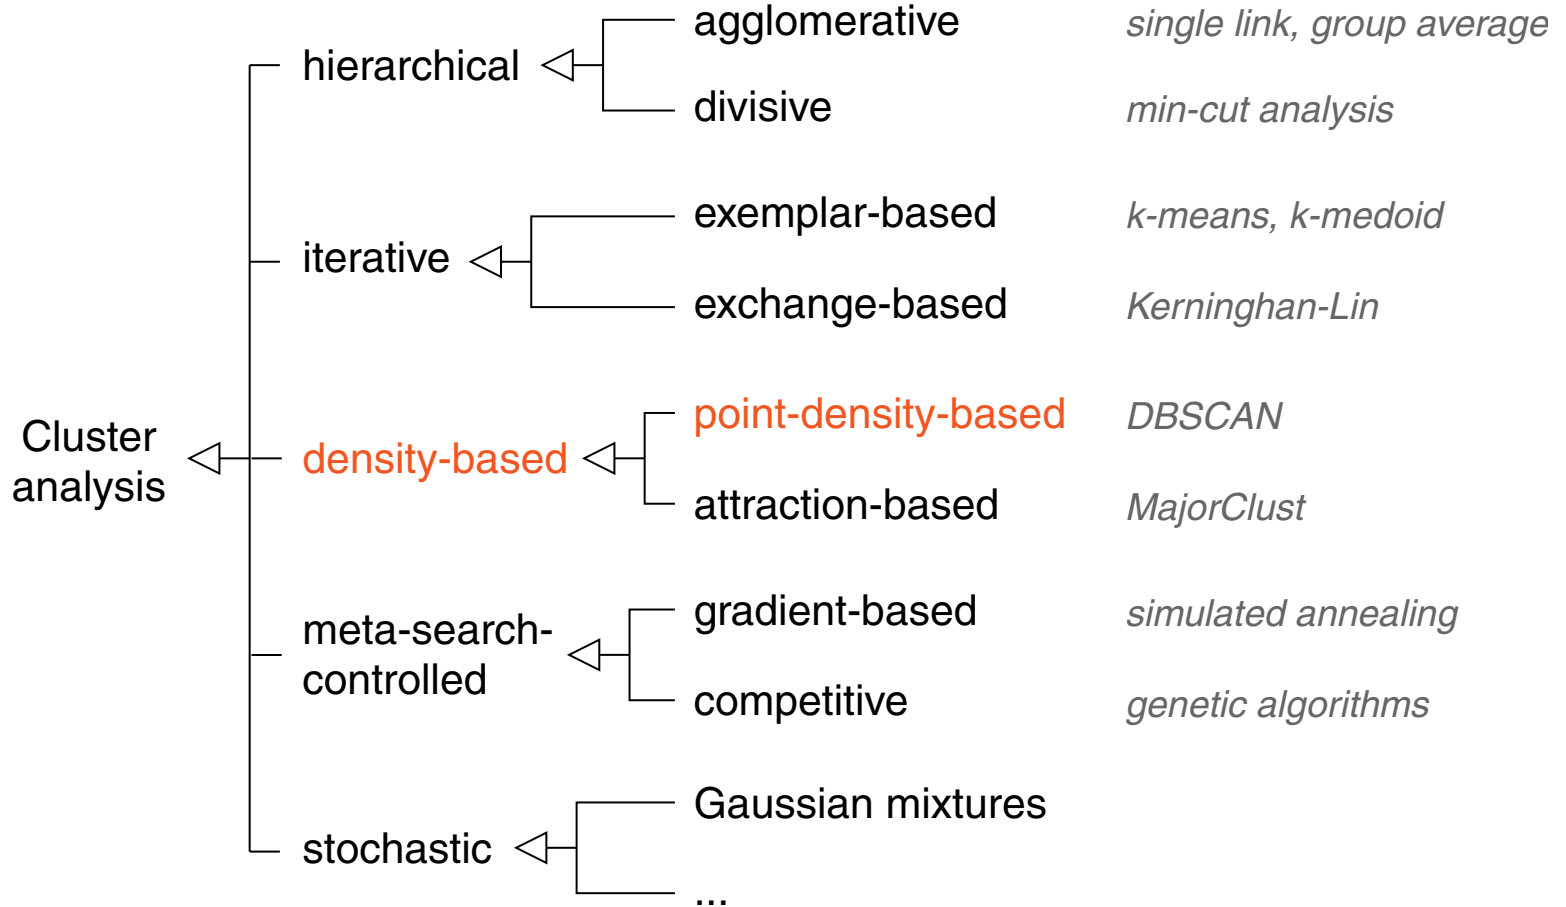 agglomerative single link, group average
hierarchical
divisive min-cut analysis
exemplar-based k-means, k-medoid
iterative
exchange-based Kerninghan-Lin
point-density-based DBSCAN
Cluster
analysis
density-based
attraction-based MajorClust
gradient-based simulated annealing
meta-search-
controlled
competitive genetic algorithms
Gaussian mixtures
stochastic
...